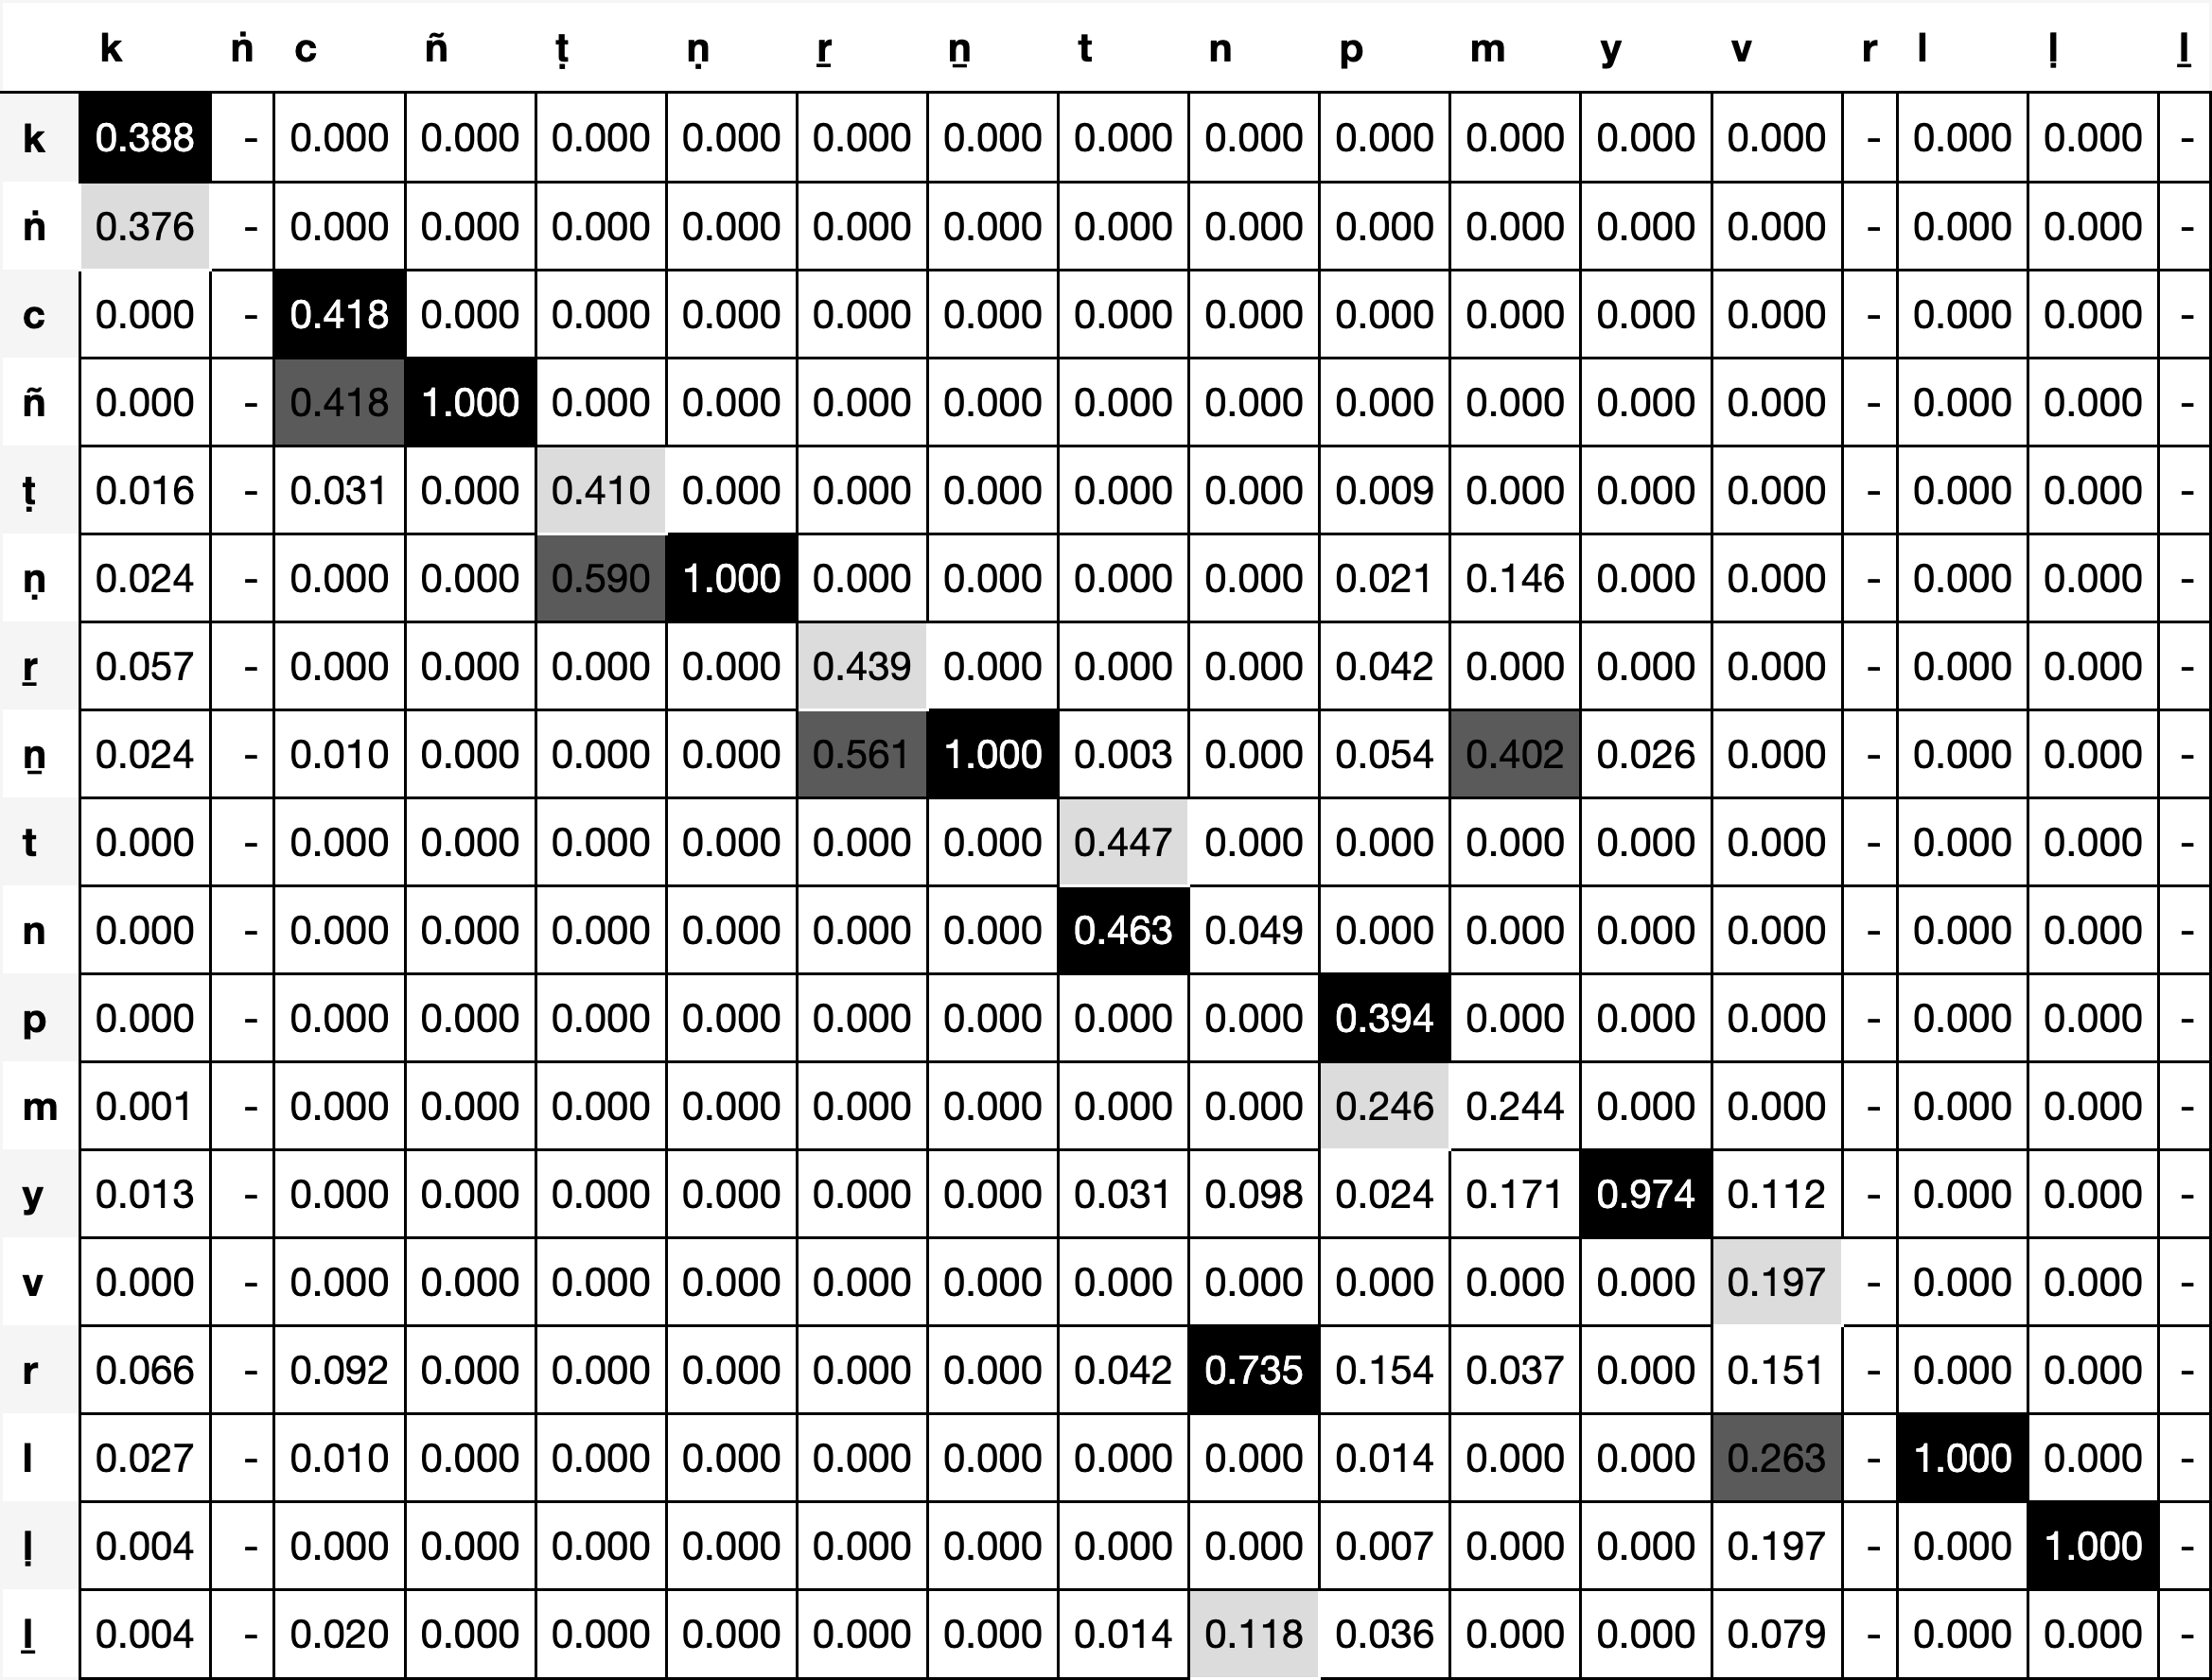 k ṅ c ñ ṭ ṇ ṟ ṉ t n p m y v r l ḷ ḻ
k 0.388 - 0.000 0.000 0.000 0.000 0.000 0.000 0.000 0.000 0.000 0.000 0.000 0.000 - 0.000 0.000 -
ṅ 0.376 - 0.000 0.000 0.000 0.000 0.000 0.000 0.000 0.000 0.000 0.000 0.000 0.000 - 0.000 0.000 -
c 0.000 - 0.418 0.000 0.000 0.000 0.000 0.000 0.000 0.000 0.000 0.000 0.000 0.000 - 0.000 0.000 -
ñ 0.000 - 0.418 1.000 0.000 0.000 0.000 0.000 0.000 0.000 0.000 0.000 0.000 0.000 - 0.000 0.000 -
ṭ 0.016 - 0.031 0.000 0.410 0.000 0.000 0.000 0.000 0.000 0.009 0.000 0.000 0.000 - 0.000 0.000 -
ṇ 0.024 - 0.000 0.000 0.590 1.000 0.000 0.000 0.000 0.000 0.021 0.146 0.000 0.000 - 0.000 0.000 -
ṟ 0.057 - 0.000 0.000 0.000 0.000 0.439 0.000 0.000 0.000 0.042 0.000 0.000 0.000 - 0.000 0.000 -
ṉ 0.024 - 0.010 0.000 0.000 0.000 0.561 1.000 0.003 0.000 0.054 0.402 0.026 0.000 - 0.000 0.000 -
t 0.000 - 0.000 0.000 0.000 0.000 0.000 0.000 0.447 0.000 0.000 0.000 0.000 0.000 - 0.000 0.000 -
n 0.000 - 0.000 0.000 0.000 0.000 0.000 0.000 0.463 0.049 0.000 0.000 0.000 0.000 - 0.000 0.000 -
p 0.000 - 0.000 0.000 0.000 0.000 0.000 0.000 0.000 0.000 0.394 0.000 0.000 0.000 - 0.000 0.000 -
m 0.001 - 0.000 0.000 0.000 0.000 0.000 0.000 0.000 0.000 0.246 0.244 0.000 0.000 - 0.000 0.000 -
y 0.013 - 0.000 0.000 0.000 0.000 0.000 0.000 0.031 0.098 0.024 0.171 0.974 0.112 - 0.000 0.000 -
v 0.000 - 0.000 0.000 0.000 0.000 0.000 0.000 0.000 0.000 0.000 0.000 0.000 0.197 - 0.000 0.000 -
r 0.066 - 0.092 0.000 0.000 0.000 0.000 0.000 0.042 0.735 0.154 0.037 0.000 0.151 - 0.000 0.000 -
l 0.027 - 0.010 0.000 0.000 0.000 0.000 0.000 0.000 0.000 0.014 0.000 0.000 0.263 - 1.000 0.000 -
ḷ 0.004 - 0.000 0.000 0.000 0.000 0.000 0.000 0.000 0.000 0.007 0.000 0.000 0.197 - 0.000 1.000 -
ḻ 0.004 - 0.020 0.000 0.000 0.000 0.000 0.000 0.014 0.118 0.036 0.000 0.000 0.079 - 0.000 0.000 -